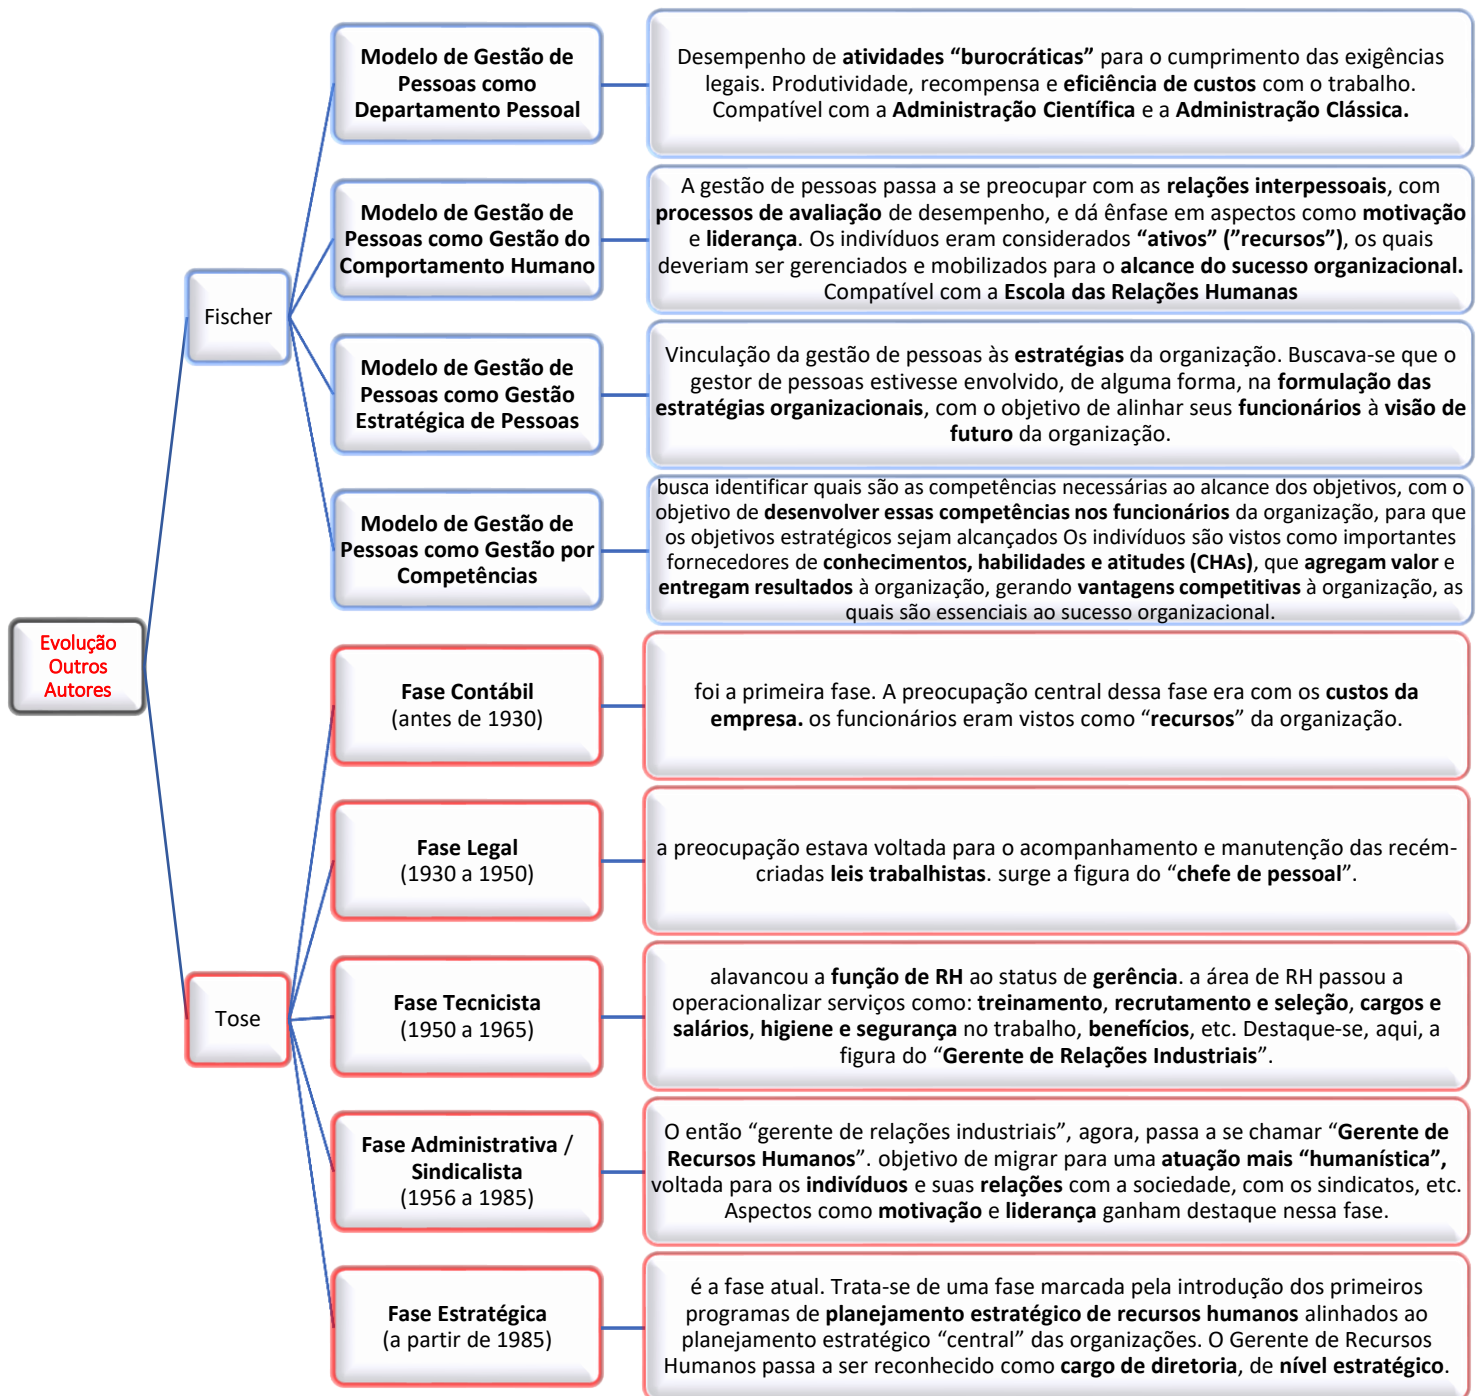 Evolução
Outros
Autores
Fischer
Modelo de Gestão de
Pessoas como
Departamento Pessoal
Desempenho de atividades “burocráticas” para o cumprimento das exigências
legais. Produtividade, recompensa e eficiência de custos com o trabalho.
Compatível com a Administração Científica e a Administração Clássica.
Modelo de Gestão de
Pessoas como Gestão do
Comportamento Humano
A gestão de pessoas passa a se preocupar com as relações interpessoais, com
processos de avaliação de desempenho, e dá ênfase em aspectos como motivação
e liderança. Os indivíduos eram considerados “ativos” (”recursos”), os quais
deveriam ser gerenciados e mobilizados para o alcance do sucesso organizacional.
Compatível com a Escola das Relações Humanas
Modelo de Gestão de
Pessoas como Gestão
Estratégica de Pessoas
Vinculação da gestão de pessoas às estratégias da organização. Buscava-se que o
gestor de pessoas estivesse envolvido, de alguma forma, na formulação das
estratégias organizacionais, com o objetivo de alinhar seus funcionários à visão de
futuro da organização.
Modelo de Gestão de
Pessoas como Gestão por
Competências
busca identificar quais são as competências necessárias ao alcance dos objetivos, com o
objetivo de desenvolver essas competências nos funcionários da organização, para que
os objetivos estratégicos sejam alcançados Os indivíduos são vistos como importantes
fornecedores de conhecimentos, habilidades e atitudes (CHAs), que agregam valor e
entregam resultados à organização, gerando vantagens competitivas à organização, as
quais são essenciais ao sucesso organizacional.
Tose
Fase Contábil
(antes de 1930)
foi a primeira fase. A preocupação central dessa fase era com os custos da
empresa. os funcionários eram vistos como “recursos” da organização.
Fase Legal
(1930 a 1950)
a preocupação estava voltada para o acompanhamento e manutenção das recém-
criadas leis trabalhistas. surge a figura do “chefe de pessoal”.
Fase Tecnicista
(1950 a 1965)
alavancou a função de RH ao status de gerência. a área de RH passou a
operacionalizar serviços como: treinamento, recrutamento e seleção, cargos e
salários, higiene e segurança no trabalho, benefícios, etc. Destaque-se, aqui, a
figura do “Gerente de Relações Industriais”.
Fase Administrativa /
Sindicalista
(1956 a 1985)
O então “gerente de relações industriais”, agora, passa a se chamar “Gerente de
Recursos Humanos”. objetivo de migrar para uma atuação mais “humanística”,
voltada para os indivíduos e suas relações com a sociedade, com os sindicatos, etc.
Aspectos como motivação e liderança ganham destaque nessa fase.
Fase Estratégica
(a partir de 1985)
é a fase atual. Trata-se de uma fase marcada pela introdução dos primeiros
programas de planejamento estratégico de recursos humanos alinhados ao
planejamento estratégico “central” das organizações. O Gerente de Recursos
Humanos passa a ser reconhecido como cargo de diretoria, de nível estratégico.